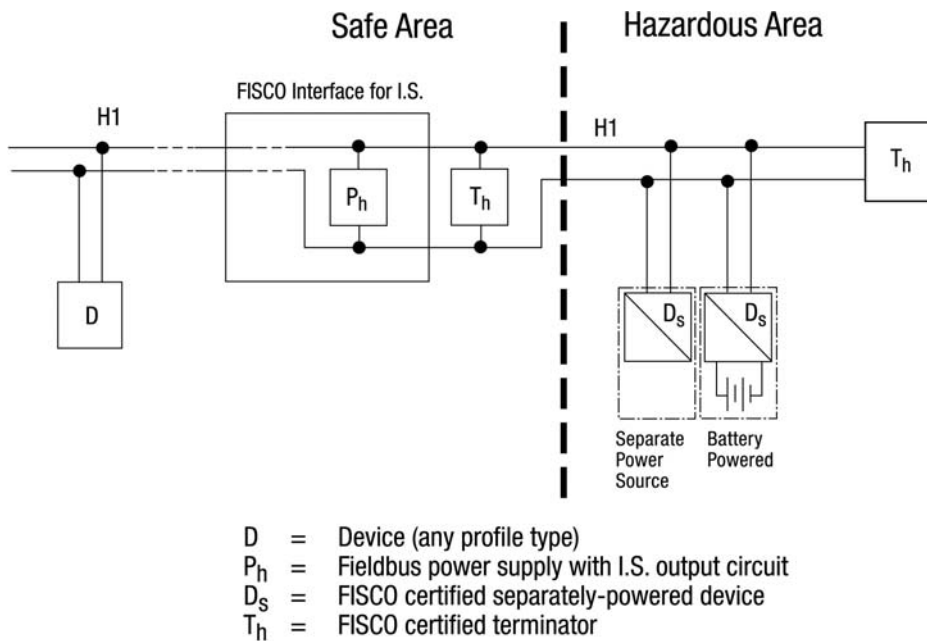 Safe Area
Hazardous Area
FISCO Interface for I.S.
H1
H1
Th
Ph
Th
D
Ds
Ds
Separate
Power
Source
Battery
Powered
D = Device (any profile type)
Ph = Fieldbus power supply with I.S. output circuit
Ds = FISCO certified separately-powered device
Th = FISCO certified terminator